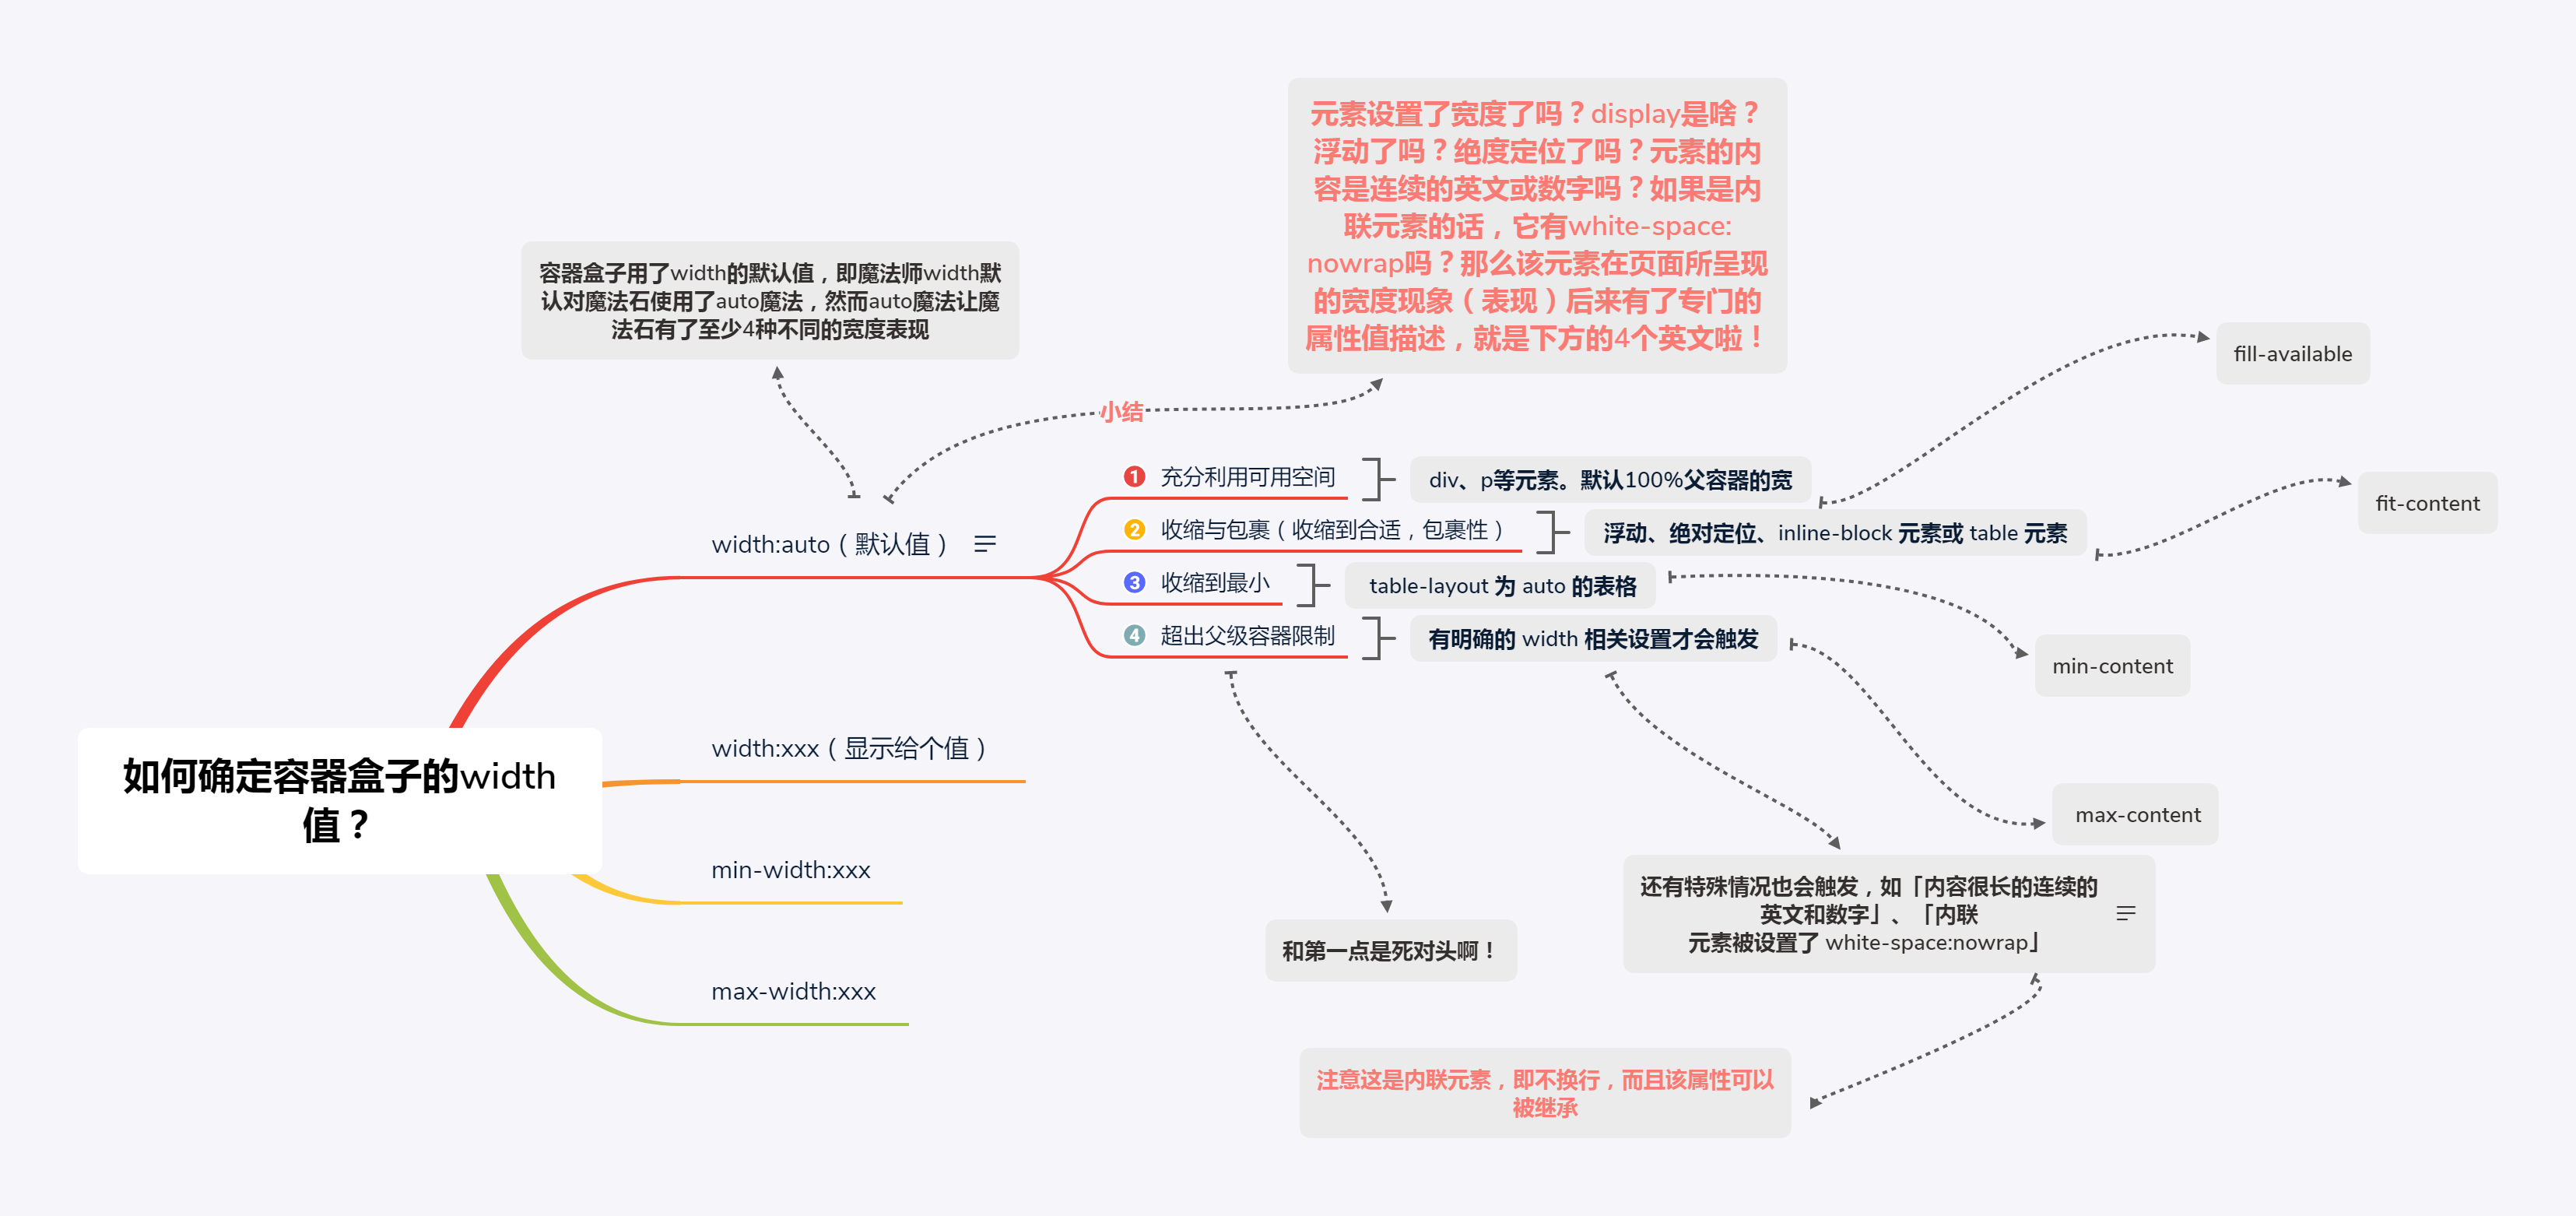 元素设置了宽度了吗？display是啥？
浮动了吗？绝度定位了吗？元素的内
容是连续的英文或数字吗？如果是内
联元素的话，它有white-space:
nowrap吗？那么该元素在页面所呈现
的宽度现象（表现）后来有了专门的
属性值描述，就是下方的4个英文啦！
容器盒子用了width的默认值，即魔法师width默
认对魔法石使用了auto魔法，然而auto魔法让魔
法石有了至少4种不同的宽度表现
小结
fill-available
fit-content
min-content
max-content
1 充分利用可用空间
div、p等元素。默认100%父容器的宽
2 收缩与包裹（收缩到合适，包裹性）
浮动、绝对定位、inline-block 元素或 table 元素
3 收缩到最小
table-layout 为 auto 的表格
4 超出父级容器限制
有明确的 width 相关设置才会触发
width:auto（默认值）
width:xxx（显示给个值）
min-width:xxx
max-width:xxx
如何确定容器盒子的width
值？
还有特殊情况也会触发，如「内容很长的连续的
英文和数字」、「内联
元素被设置了 white-space:nowrap」
和第一点是死对头啊！
注意这是内联元素，即不换行，而且该属性可以
被继承